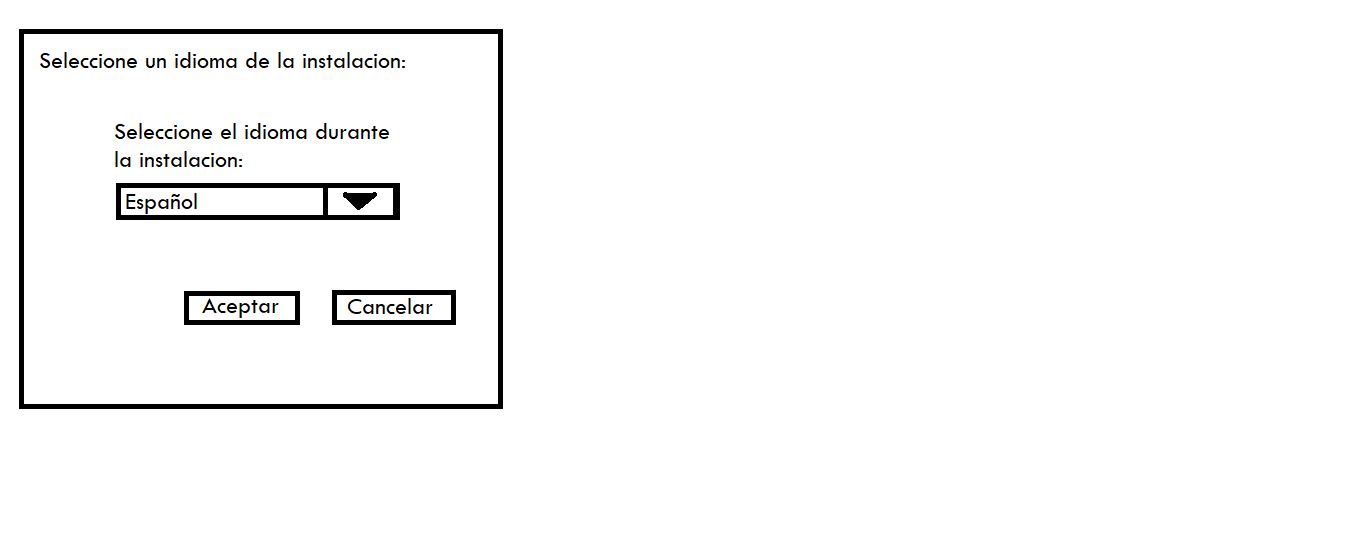 Seleccione un idioma de la instalacion:
Seleccione el idioma durante
la instalacion:
Español
Aceptar
Cancelar